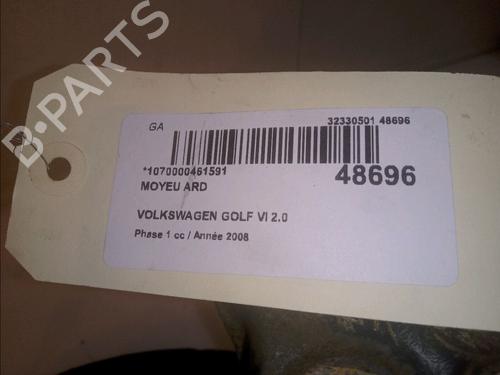 B-PARTS
GA
32330501 48696
*1070000461591
48696
MOYEU ARD
VOLKSWAGEN GOLF VI 2.0
Phase 1 cc / Année 2008